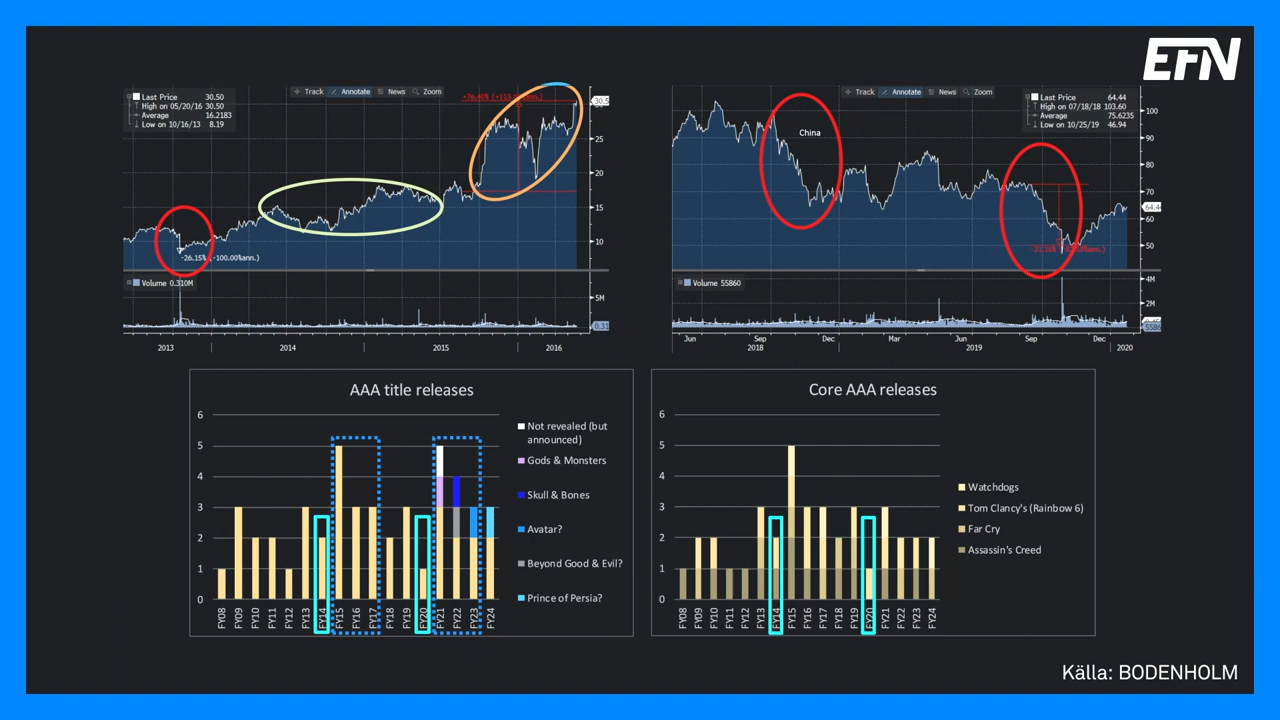 EFN
Track Annotate News Zoom
Last Price 30.50
High on 05/20/16 30.50
Average 16.2183
Low on 10/16/13 8.19
30.5
25
20
15
10
-26.15% (-100.00%ann.)
Volume 0.310M
5M
0.31
2013 2014 2015 2016
Track Annotate News Zoom
Last Price 64.44
High on 07/18/18 103.60
Average 75.6235
Low on 10/25/19 46.94
China
100
90
80
70
64.44
60
50
Volume 55860
4M
2M
Jun Sep Dec Mar Jun Sep Dec
2018 2019 2020
AAA title releases
6
5
4
3
2
1
0
FY08 FY09 FY10 FY11 FY12 FY13 FY14 FY15 FY16 FY17 FY18 FY19 FY20 FY21 FY22 FY23 FY24
Not revealed (but
announced)
Gods & Monsters
Skull & Bones
Avatar?
Beyond Good & Evil?
Prince of Persia?
Core AAA releases
6
5
4
3
2
1
0
FY08 FY09 FY10 FY11 FY12 FY13 FY14 FY15 FY16 FY17 FY18 FY19 FY20 FY21 FY22 FY23 FY24
Watchdogs
Tom Clancy's (Rainbow 6)
Far Cry
Assassin's Creed
Källa: BODENHOLM